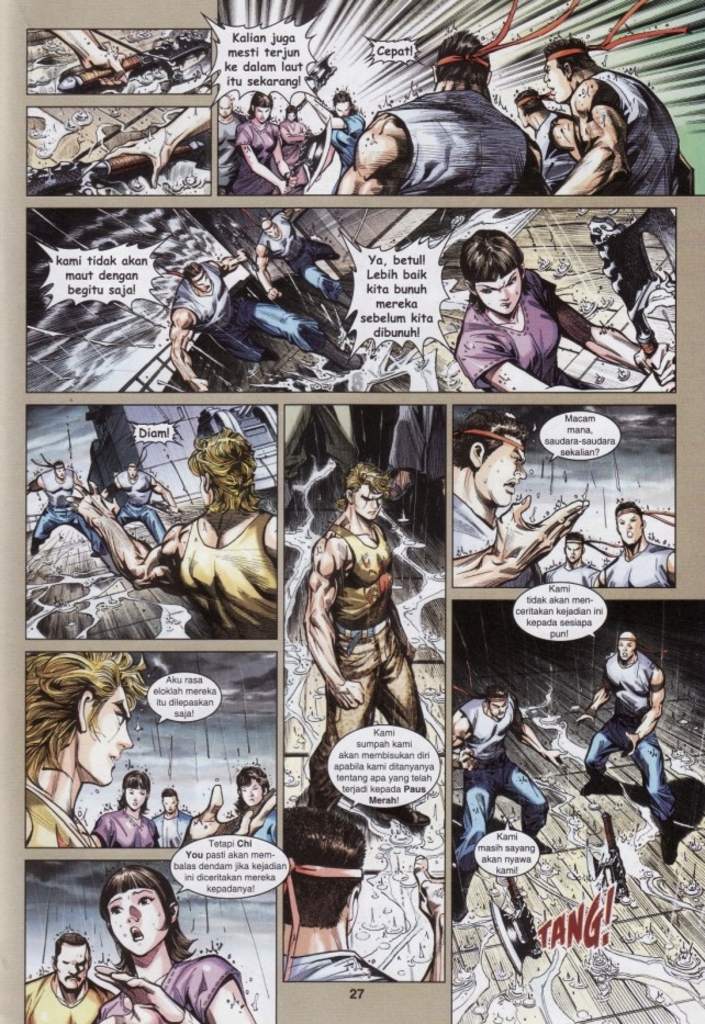 Kalian juga
mesti terjun
ke dalam laut
itu sekarang!
Cepat!
kami tidak akan
maut dengan
begitu saja!
Ya, betul!
Lebih baik
kita bunuh
mereka
sebelum kita
dibunuh!
Diam!
Aku rasa
eloklah mereka
itu dilepaskan
saja!
Tetapi Chi
You pasti akan mem-
balas dendam jika kejadian
ini diceritakan mereka
kepadanya!
Kami
sumpah kami
akan membisukan diri
apabila kami ditanyanya
tentang apa yang telah
terjadi kepada Paus
Merah!
Macam
mana,
saudara-saudara
sekalian?
Kami
tidak akan men-
ceritakan kejadian ini
kepada sesiapa
pun!
Kami
masih sayang
akan nyawa
kami!
TANG!
27